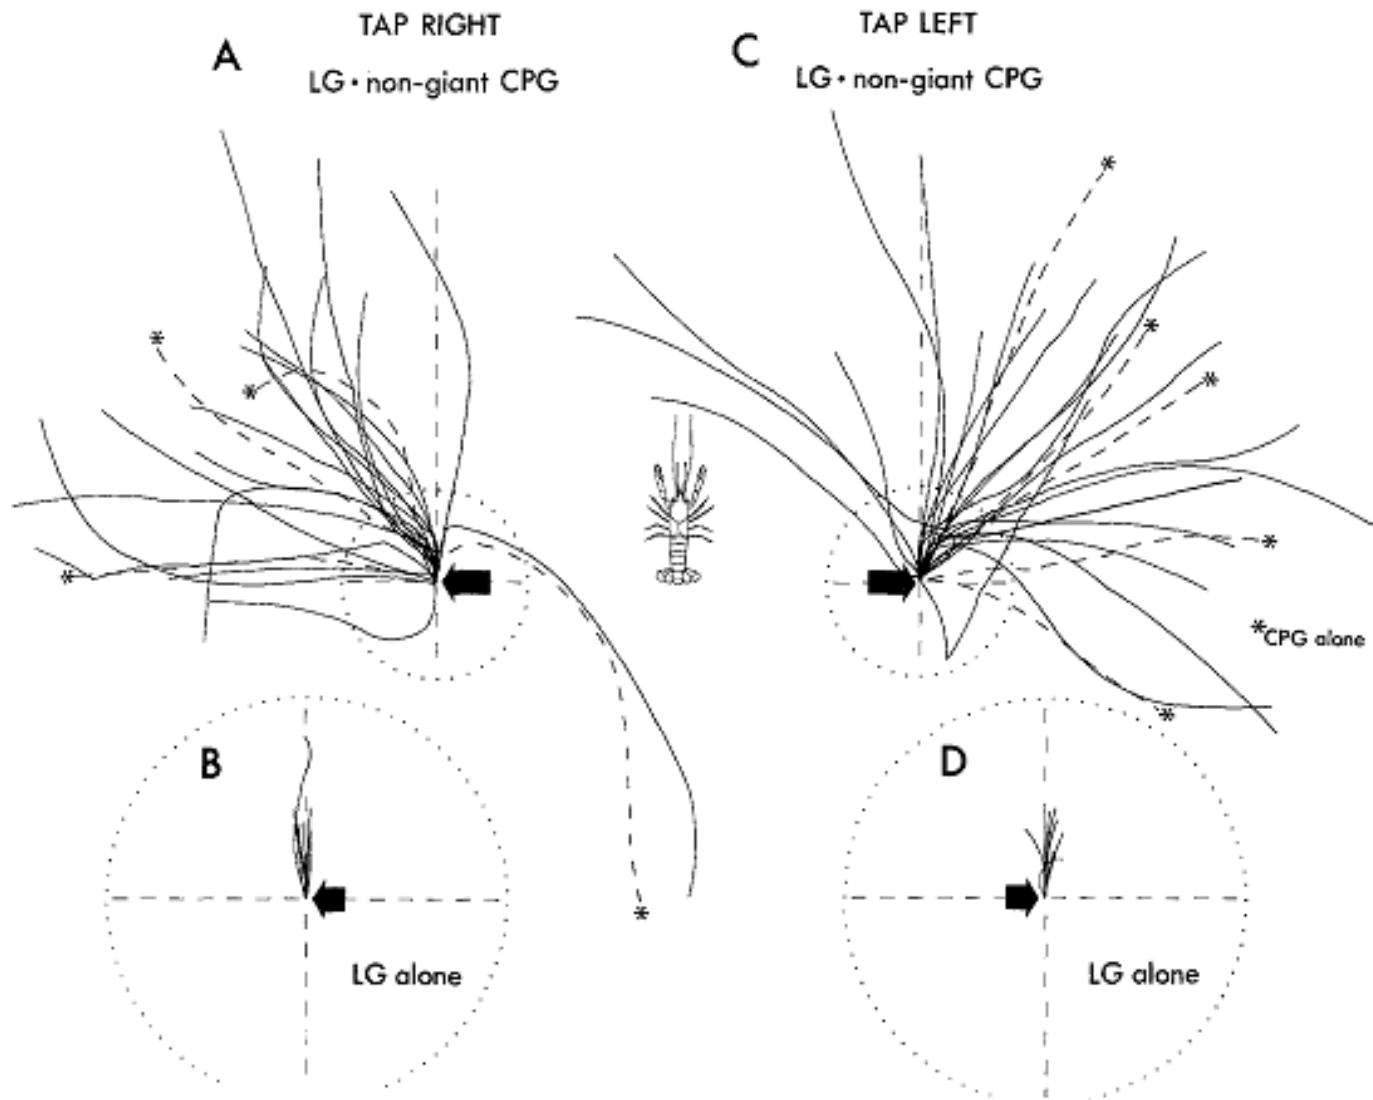 A
TAP RIGHT
LG · non-giant CPG
C
TAP LEFT
LG · non-giant CPG
*
*
*
*
*
*
*
*
*
*CPG alone
*
B
LG alone
*
D
LG alone